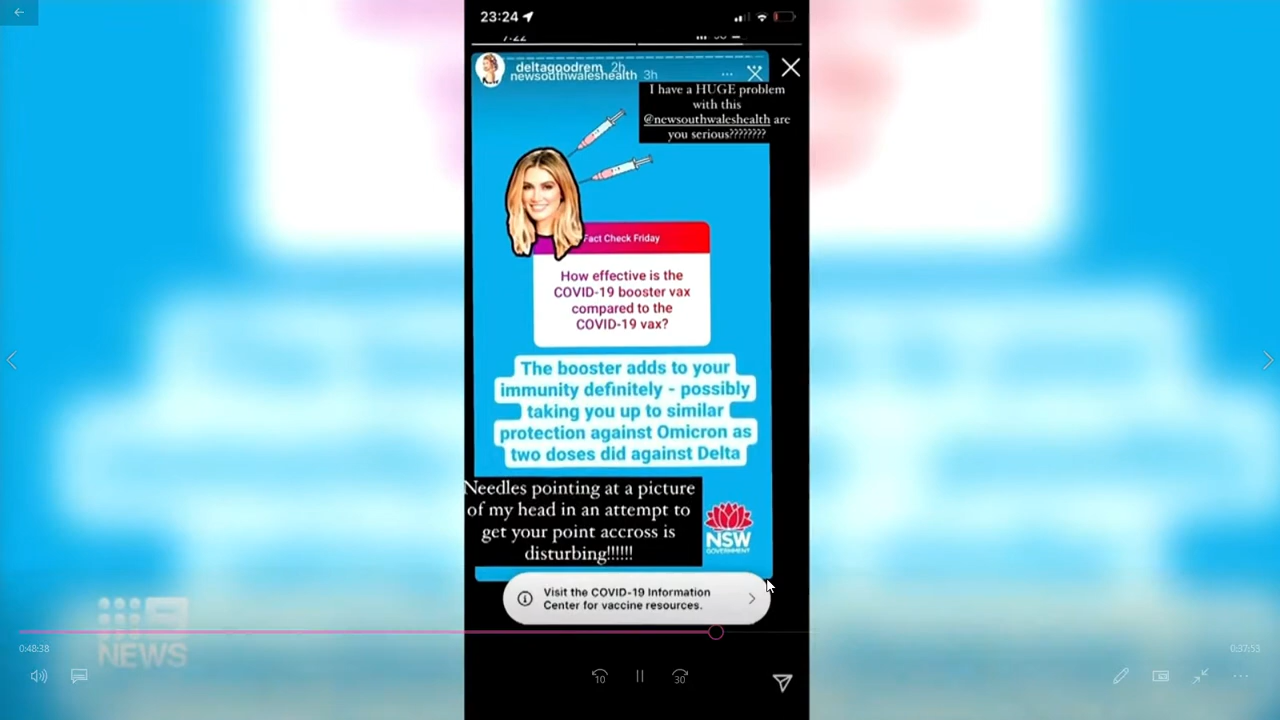 23:24
7:22
deltagoodrem 2h
newsouthwaleshealth 3h
I have a HUGE problem
with this
@newsouthwaleshealth are
you serious????????
Fact Check Friday
How effective is the
COVID-19 booster vax
compared to the
COVID-19 vax?
The booster adds to your
immunity definitely - possibly
taking you up to similar
protection against Omicron as
two doses did against Delta
Needles pointing at a picture
of my head in an attempt to
get your point accross is
disturbing!!!!!!
NSW
GOVERNMENT
Visit the COVID-19 Information
Center for vaccine resources.
9 NEWS
0:48:38
0:37:53
10
30